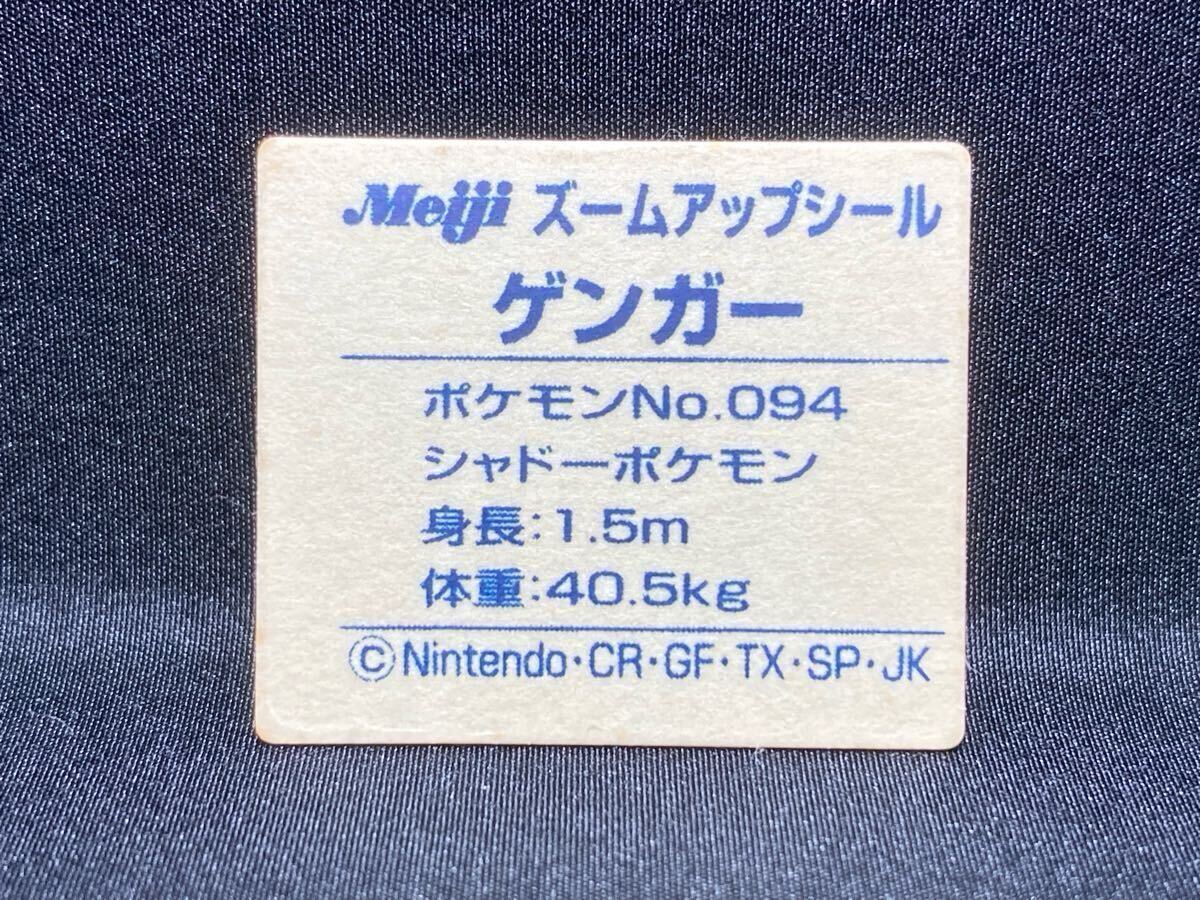 Meiji ズームアップシール
ゲンガー
ポケモンNo.094
シャドーポケモン
身長:1.5m
体重:40.5kg
©Nintendo・CR・GF・TX・SP・JK